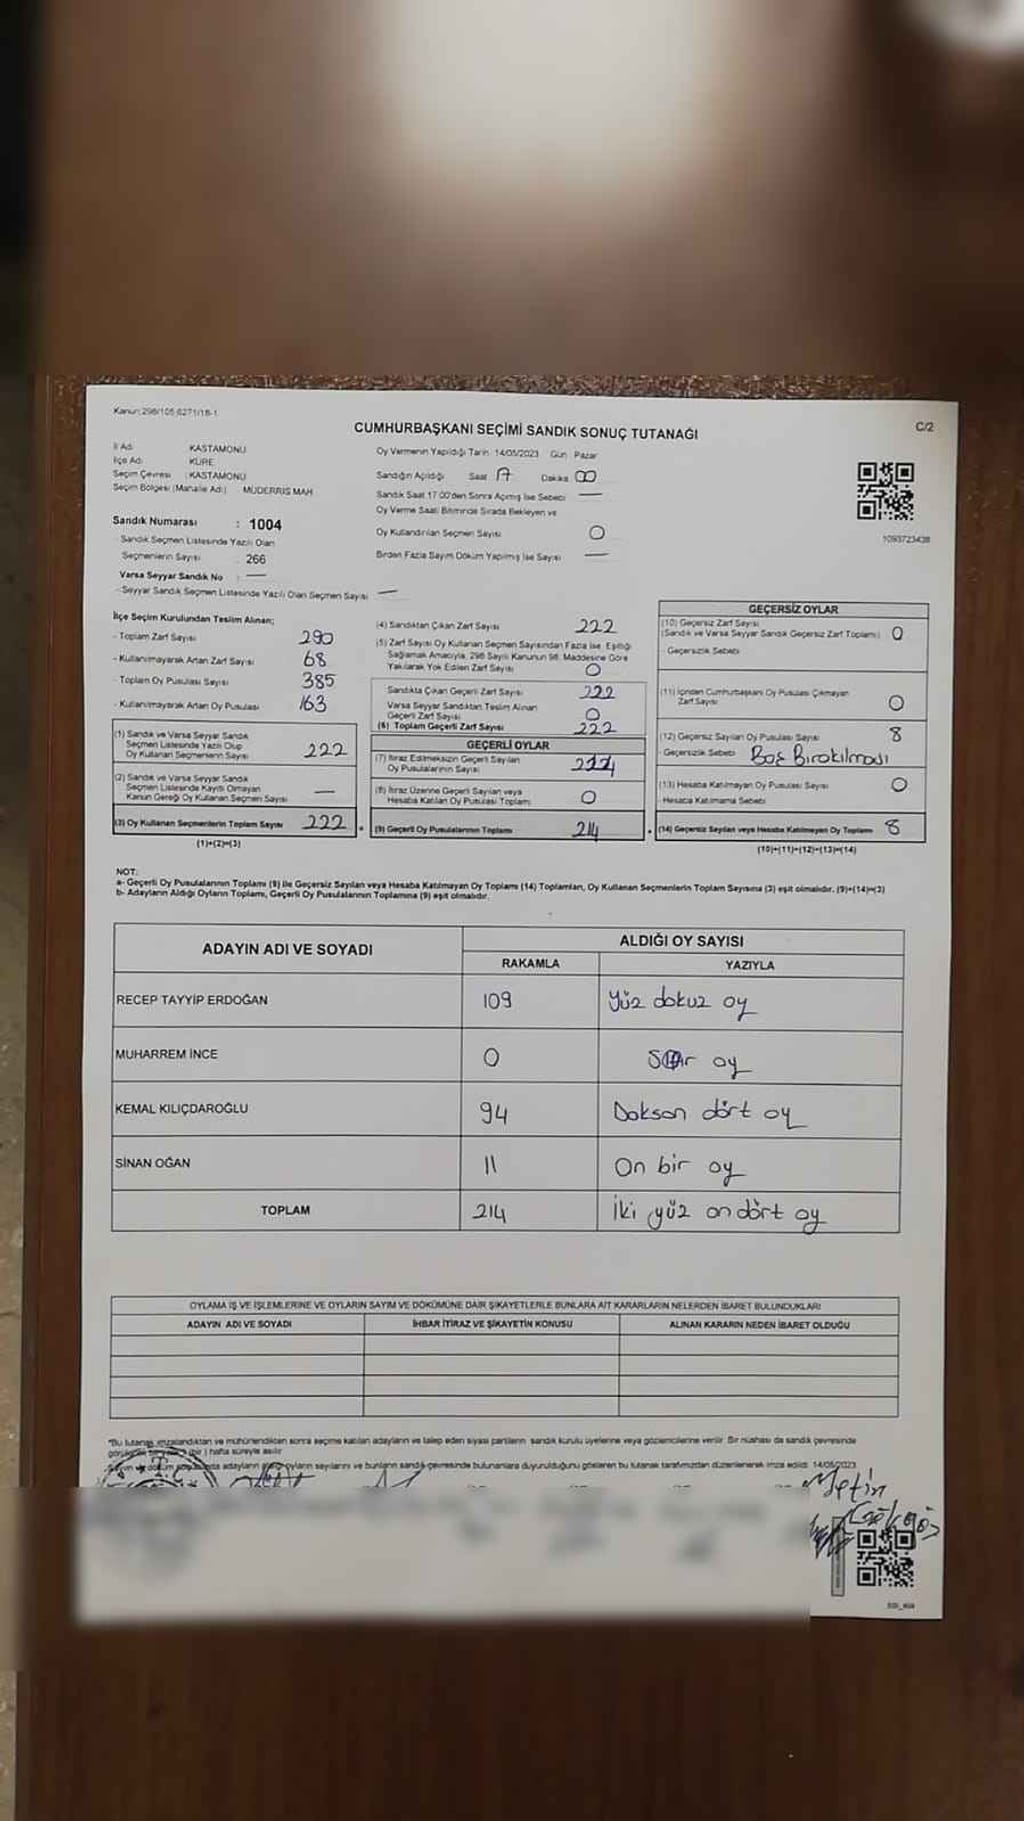 Kanun:298/105,6271/18-1
C/2
CUMHURBAŞKANI SEÇİMİ SANDIK SONUÇ TUTANAĞI
İl Adı KASTAMONU
İlçe Adı KÜRE
Seçim Çevresi : KASTAMONU
Seçim Bölgesi (Mahalle Adı) MÜDERRİS MAH
Sandık Numarası : 1004
- Sandık Seçmen Listesinde Yazılı Olan
Seçmenlerin Sayısı : 266
Varsa Seyyar Sandık No : —
- Seyyar Sandık Seçmen Listesinde Yazılı Olan Seçmen Sayısı —
Oy Vermenin Yapıldığı Tarih 14/05/2023 Gün Pazar
Sandığın Açıldığı Saat 17 Dakika 00
Sandık Saat 17.00'den Sonra Açılmış İse Sebebi —
Oy Verme Saati Bitiminde Sırada Bekleyen ve
Oy Kullandırılan Seçmen Sayısı 0
Birden Fazla Sayım Döküm Yapılmış İse Sayısı —
1093723438
İlçe Seçim Kurulundan Teslim Alınan;
- Toplam Zarf Sayısı 290
- Kullanılmayarak Artan Zarf Sayısı 68
- Toplam Oy Pusulası Sayısı 385
- Kullanılmayarak Artan Oy Pusulası 163
(1) Sandık ve Varsa Seyyar Sandık
Seçmen Listesinde Yazılı Olup
Oy Kullanan Seçmenlerin Sayısı 222
(2) Sandık ve Varsa Seyyar Sandık
Seçmen Listesinde Kayıtlı Olmayan
Kanun Gereği Oy Kullanan Seçmen Sayısı —
(3) Oy Kullanan Seçmenlerin Toplam Sayısı 222
(1)+(2)=(3)
(4) Sandıktan Çıkan Zarf Sayısı 222
(5) Zarf Sayısı Oy Kullanan Seçmen Sayısından Fazla İse, Eşitliği
Sağlamak Amacıyla, 298 Sayılı Kanunun 98. Maddesine Göre
Yakılarak Yok Edilen Zarf Sayısı 0
Sandıkta Çıkan Geçerli Zarf Sayısı 222
Varsa Seyyar Sandıktan Teslim Alınan
Geçerli Zarf Sayısı 0
(6) Toplam Geçerli Zarf Sayısı 222
GEÇERLİ OYLAR
(7) İtiraz Edilmeksizin Geçerli Sayılan
Oy Pusulalarının Sayısı
(8) İtiraz Üzerine Geçerli Sayılan veya
Hesaba Katılan Oy Pusulası Toplamı 0
(9) Geçerli Oy Pusulalarının Toplamı 214
GEÇERSİZ OYLAR
(10) Geçersiz Zarf Sayısı
(Sandık ve Varsa Seyyar Sandık Geçersiz Zarf Toplamı) 0
- Geçersizlik Sebebi
(11) İçinden Cumhurbaşkanı Oy Pusulası Çıkmayan
Zarf Sayısı 0
(12) Geçersiz Sayılan Oy Pusulası Sayısı 8
- Geçersizlik Sebebi Boş Bırakılması
(13) Hesaba Katılmayan Oy Pusulası Sayısı 0
- Hesaba Katılmama Sebebi
(14) Geçersiz Sayılan veya Hesaba Katılmayan Oy Toplamı 8
(10)+(11)+(12)+(13)=(14)
NOT:
a- Geçerli Oy Pusulalarının Toplamı (9) ile Geçersiz Sayılan veya Hesaba Katılmayan Oy Toplamı (14) Toplamları, Oy Kullanan Seçmenlerin Toplam Sayısına (3) eşit olmalıdır. (9)+(14)=(3)
b- Adayların Aldığı Oyların Toplamı, Geçerli Oy Pusulalarının Toplamına (9) eşit olmalıdır.
ADAYIN ADI VE SOYADI
ALDIĞI OY SAYISI
RAKAMLA YAZIYLA
RECEP TAYYİP ERDOĞAN 109 Yüz dokuz oy
MUHARREM İNCE 0 Sıfır oy
KEMAL KILIÇDAROĞLU 94 Doksan dört oy
SİNAN OĞAN 11 On bir oy
TOPLAM 214 İki yüz on dört oy
OYLAMA İŞ VE İŞLEMLERİNE VE OYLARIN SAYIM VE DÖKÜMÜNE DAİR ŞİKAYETLERLE BUNLARA AİT KARARLARIN NELERDEN İBARET BULUNDUKLARI
ADAYIN ADI VE SOYADI İHBAR İTİRAZ VE ŞİKAYETİN KONUSU ALINAN KARARIN NEDEN İBARET OLDUĞU
"Bu tutanak imzalandıktan ve mühürlendikten sonra seçime katılan adayların ve talep eden siyasi partilerin sandık kurulu üyelerine veya gözlemcilerine verilir. Bir nüshası da sandık çevresinde
(bir) hafta süreyle asılır
adayların oyların sayılarını ve bunların sandık çevresinde bulunanlara duyurulduğunu gösteren bu tutanak tarafımızdan düzenlenerek imza edildi. 14/05/2023
Metin